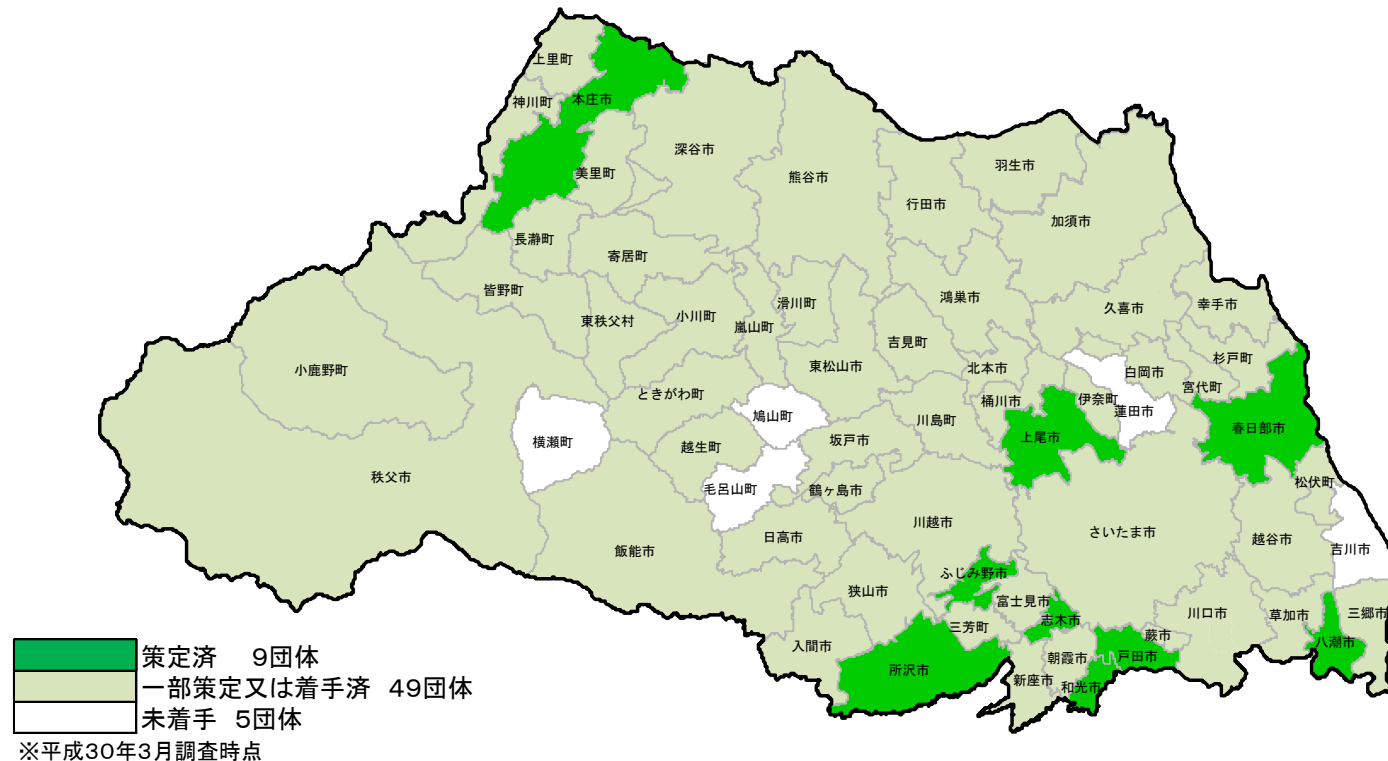 上里町
神川町
本庄市
美里町
深谷市
熊谷市
行田市
羽生市
加須市
長瀞町
寄居町
皆野町
東秩父村
小川町
嵐山町
滑川町
鴻巣市
久喜市
幸手市
小鹿野町
吉見町
東松山市
北本市
杉戸町
白岡市
宮代町
ときがわ町
鳩山町
川島町
桶川市
伊奈町
蓮田市
横瀬町
越生町
坂戸市
上尾市
春日部市
秩父市
毛呂山町
鶴ヶ島市
松伏町
飯能市
日高市
川越市
さいたま市
越谷市
吉川市
狭山市
ふじみ野市
富士見市
志木市
三芳町
川口市
草加市
三郷市
入間市
所沢市
朝霞市
新座市
和光市
戸田市
蕨市
八潮市
策定済 9団体
一部策定又は着手済 49団体
未着手 5団体
※平成30年3月調査時点